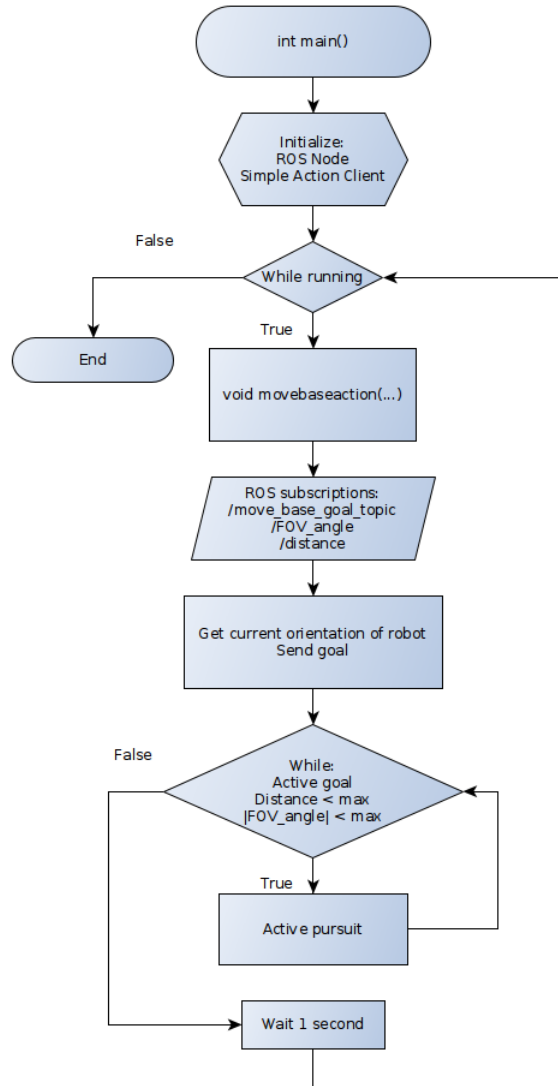 int main()
Initialize:
ROS Node
Simple Action Client
False
While running
True
End
void movebaseaction(...)
ROS subscriptions:
/move_base_goal_topic
/FOV_angle
/distance
Get current orientation of robot
Send goal
False
While:
Active goal
Distance < max
|FOV_angle| < max
True
Active pursuit
Wait 1 second